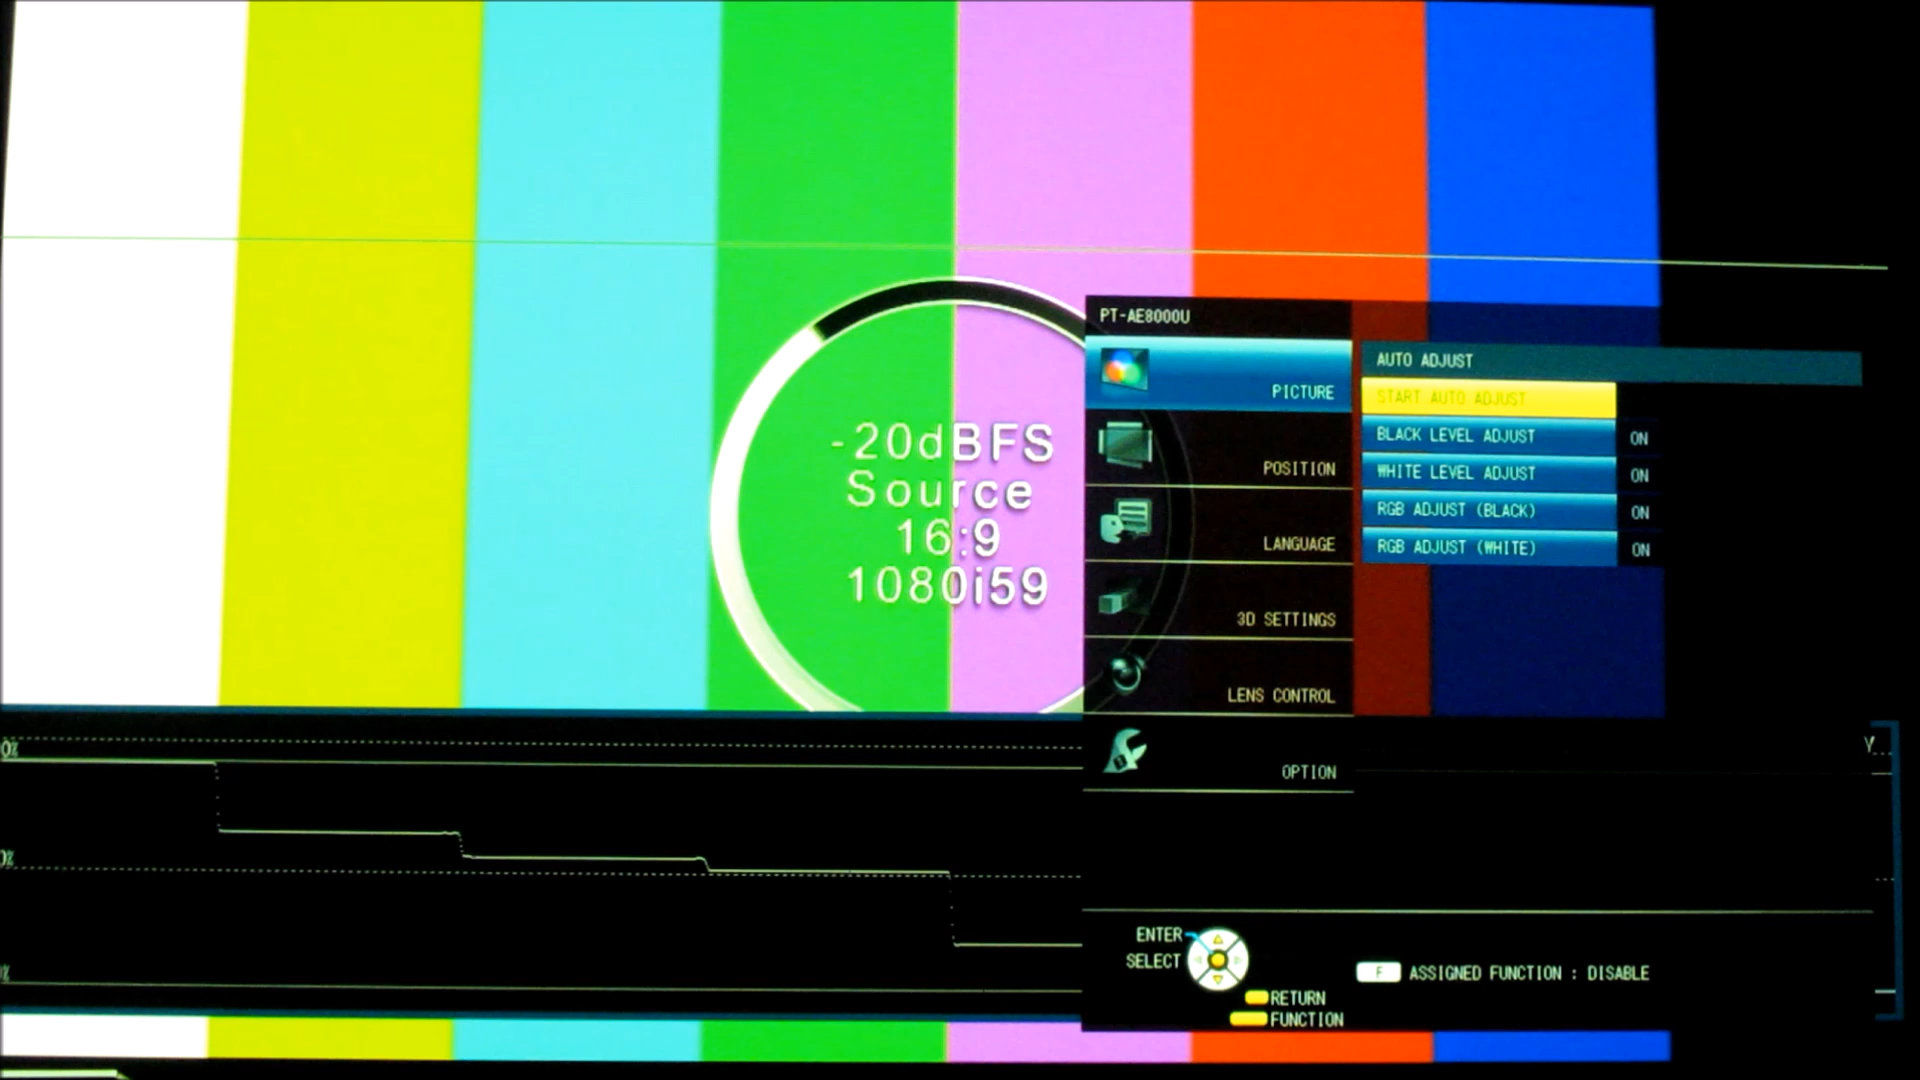 -20dBFS
Source
16:9
1080i59
PT-AE8000U
PICTURE
POSITION
LANGUAGE
3D SETTINGS
LENS CONTROL
OPTION
AUTO ADJUST
START AUTO ADJUST
BLACK LEVEL ADJUST ON
WHITE LEVEL ADJUST ON
RGB ADJUST (BLACK) ON
RGB ADJUST (WHITE) ON
0%
Y
0%
%
ENTER
SELECT
RETURN
FUNCTION
F ASSIGNED FUNCTION : DISABLE